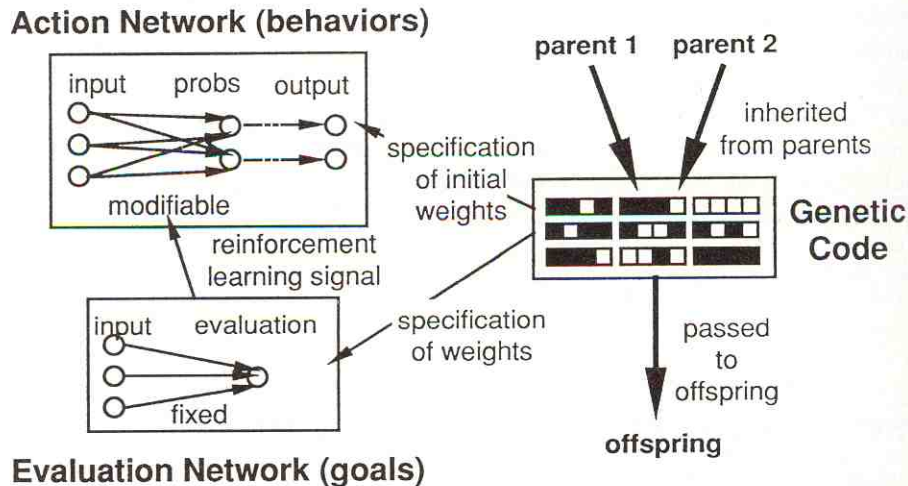 Action Network (behaviors)
input
probs
output
modifiable
reinforcement
learning signal
input
evaluation
fixed
Evaluation Network (goals)
specification
of initial
weights
specification
of weights
parent 1
parent 2
inherited
from parents
Genetic
Code
passed
to
offspring
offspring